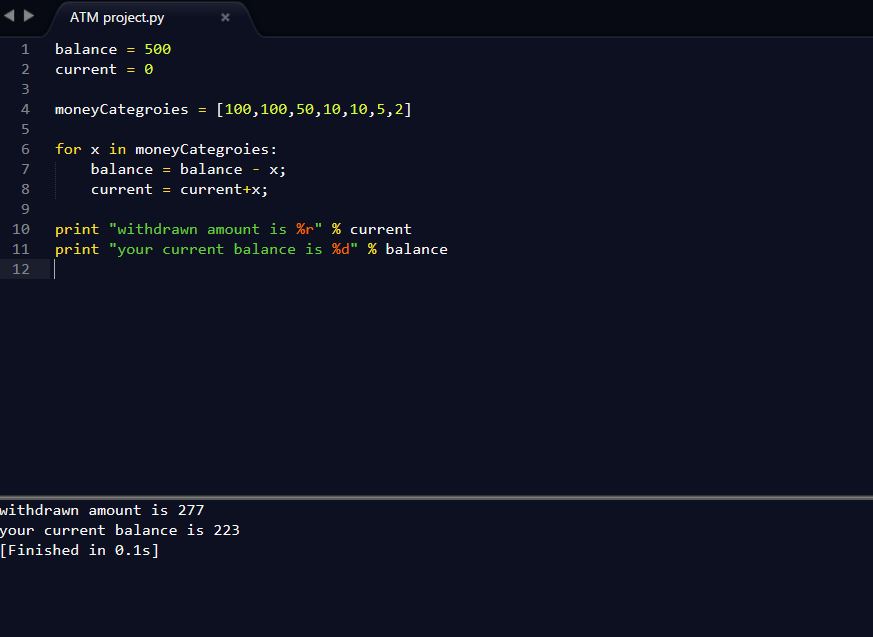 ATM project.py
1 balance = 500
2 current = 0
3
4 moneyCategroies = [100,100,50,10,10,5,2]
5
6 for x in moneyCategroies:
7     balance = balance - x;
8     current = current+x;
9
10 print "withdrawn amount is %r" % current
11 print "your current balance is %d" % balance
12
withdrawn amount is 277
your current balance is 223
[Finished in 0.1s]